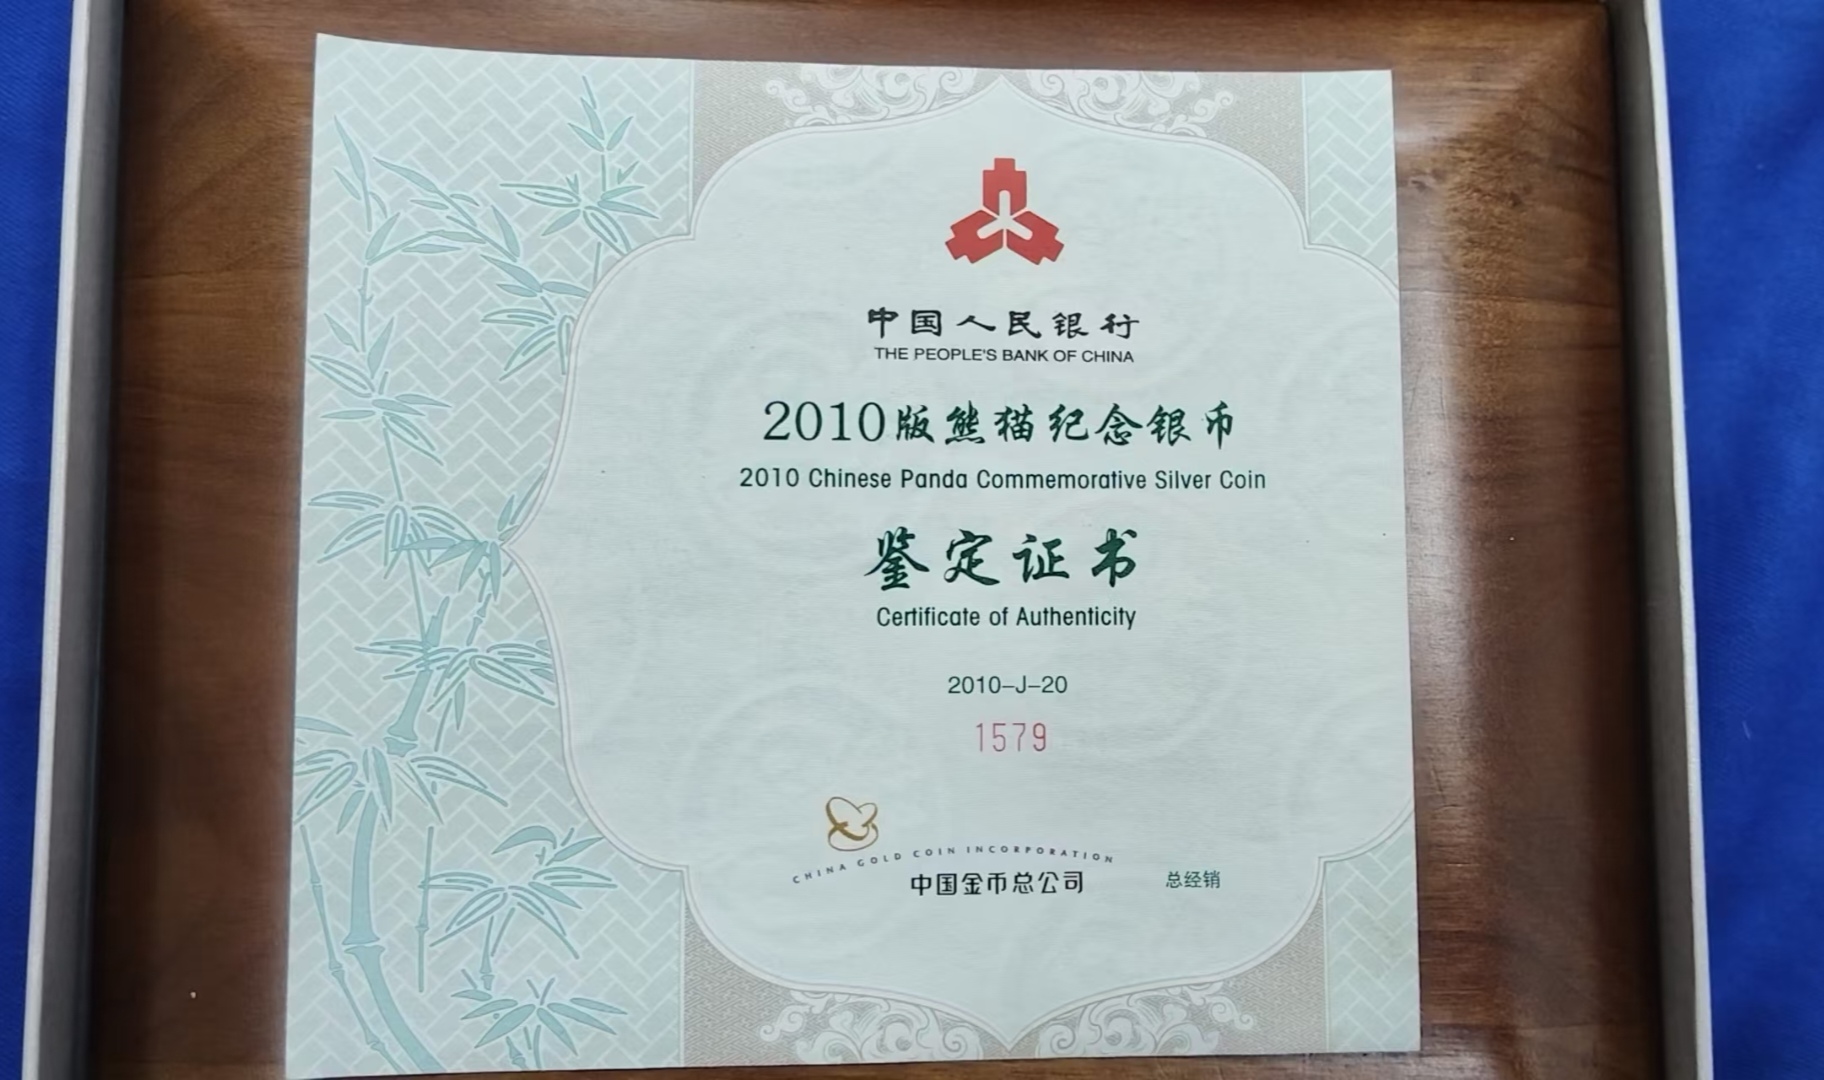 中国人民银行
THE PEOPLE'S BANK OF CHINA
2010版熊猫纪念银币
2010 Chinese Panda Commemorative Silver Coin
鉴定证书
Certificate of Authenticity
2010-J-20
1579
CHINA GOLD COIN INCORPORATION
中国金币总公司 总经销